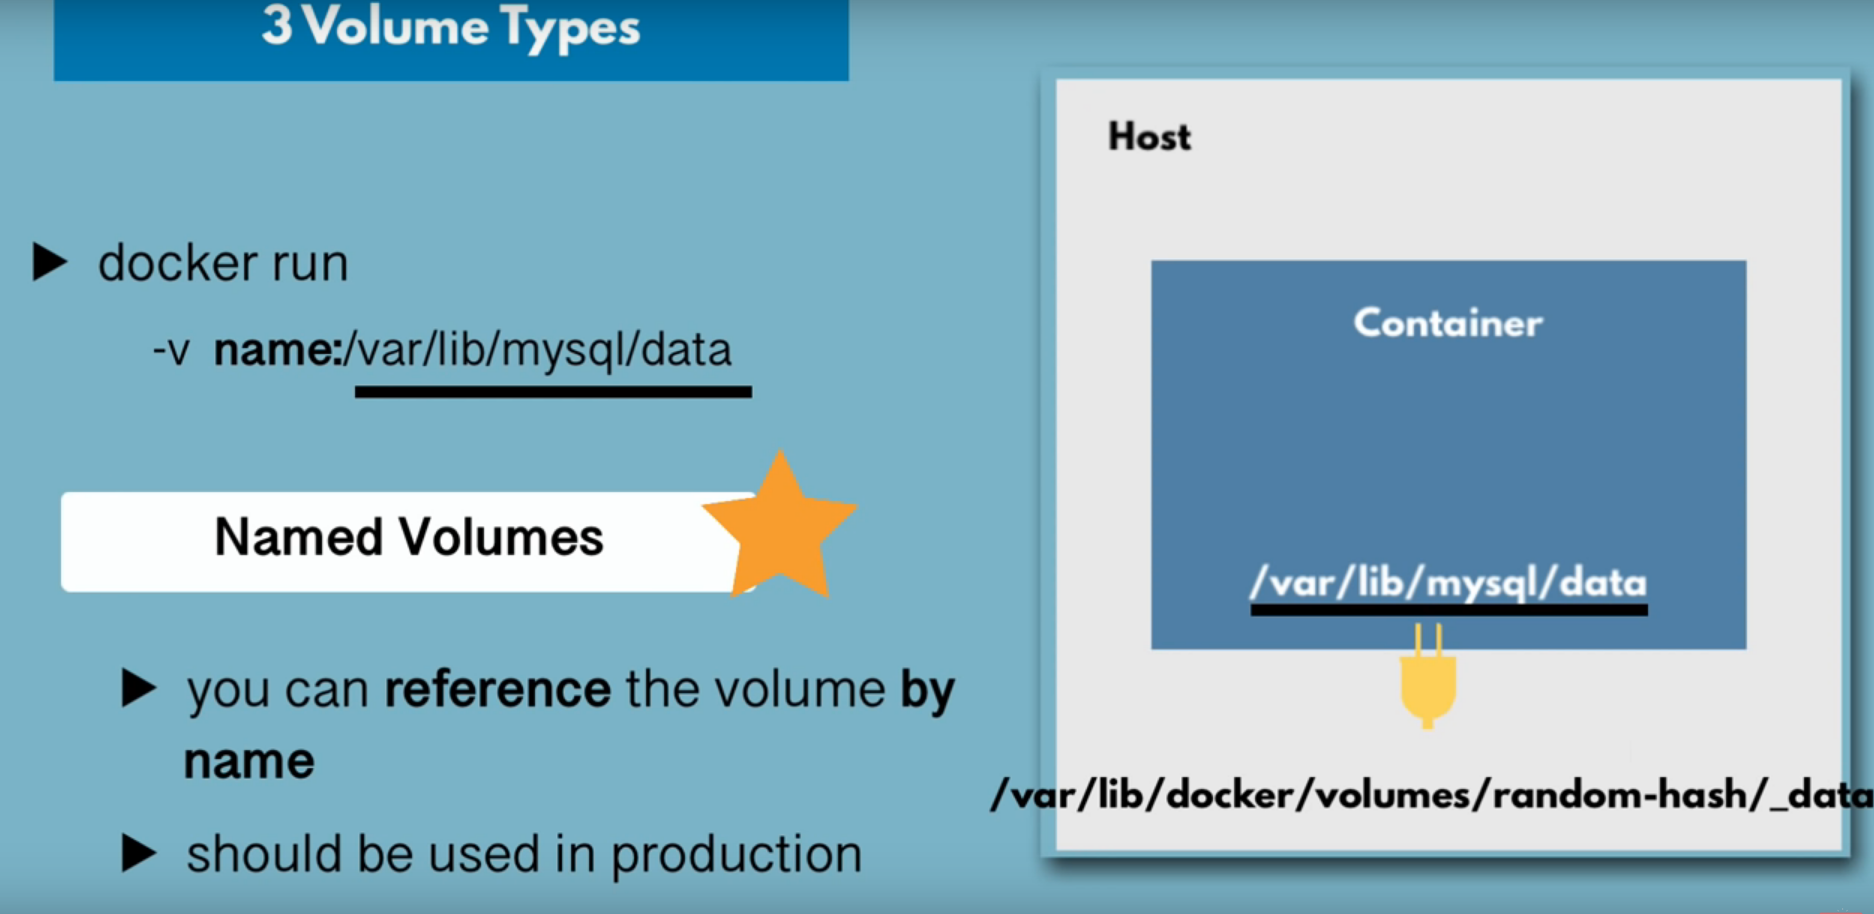 3 Volume Types
docker run
-v name:/var/lib/mysql/data
Named Volumes
you can reference the volume by
name
should be used in production
Host
Container
/var/lib/mysql/data
/var/lib/docker/volumes/random-hash/_data